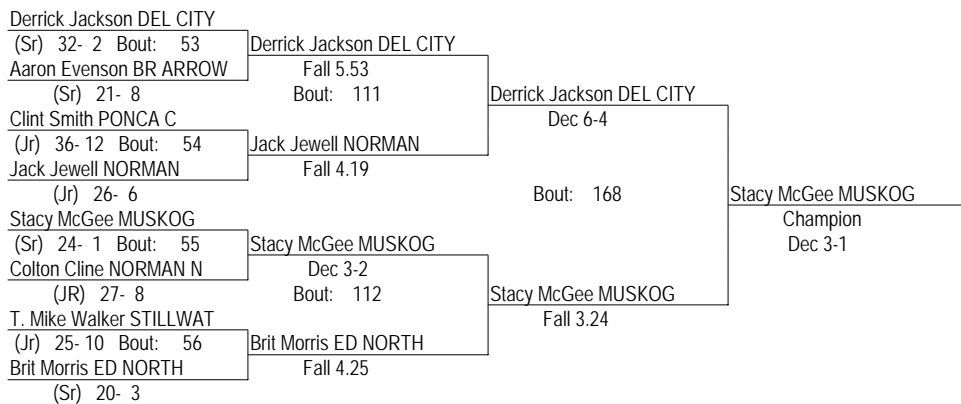 Derrick Jackson DEL CITY
(Sr) 32- 2 Bout: 53
Derrick Jackson DEL CITY
Aaron Evenson BR ARROW
Fall 5.53
(Sr) 21- 8
Bout: 111
Derrick Jackson DEL CITY
Clint Smith PONCA C
Dec 6-4
(Jr) 36- 12 Bout: 54
Jack Jewell NORMAN
Jack Jewell NORMAN
Fall 4.19
(Jr) 26- 6
Bout: 168
Stacy McGee MUSKOG
Stacy McGee MUSKOG
Champion
(Sr) 24- 1 Bout: 55
Stacy McGee MUSKOG
Dec 3-1
Colton Cline NORMAN N
Dec 3-2
(JR) 27- 8
Bout: 112
Stacy McGee MUSKOG
T. Mike Walker STILLWAT
Fall 3.24
(Jr) 25- 10 Bout: 56
Brit Morris ED NORTH
Brit Morris ED NORTH
Fall 4.25
(Sr) 20- 3